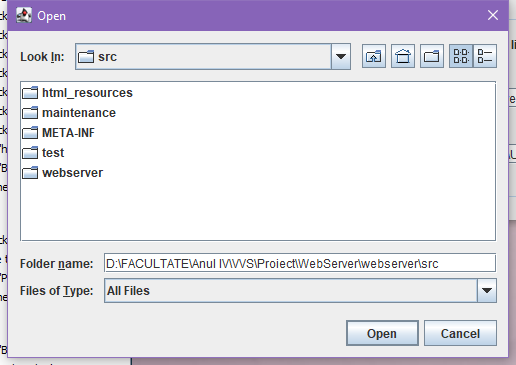 Open
Look In: src
html_resources
maintenance
META-INF
test
webserver
Folder name: D:\FACULTATE\Anul IV\VVS\Proiect\WebServer\webserver\src
Files of Type: All Files
Open Cancel